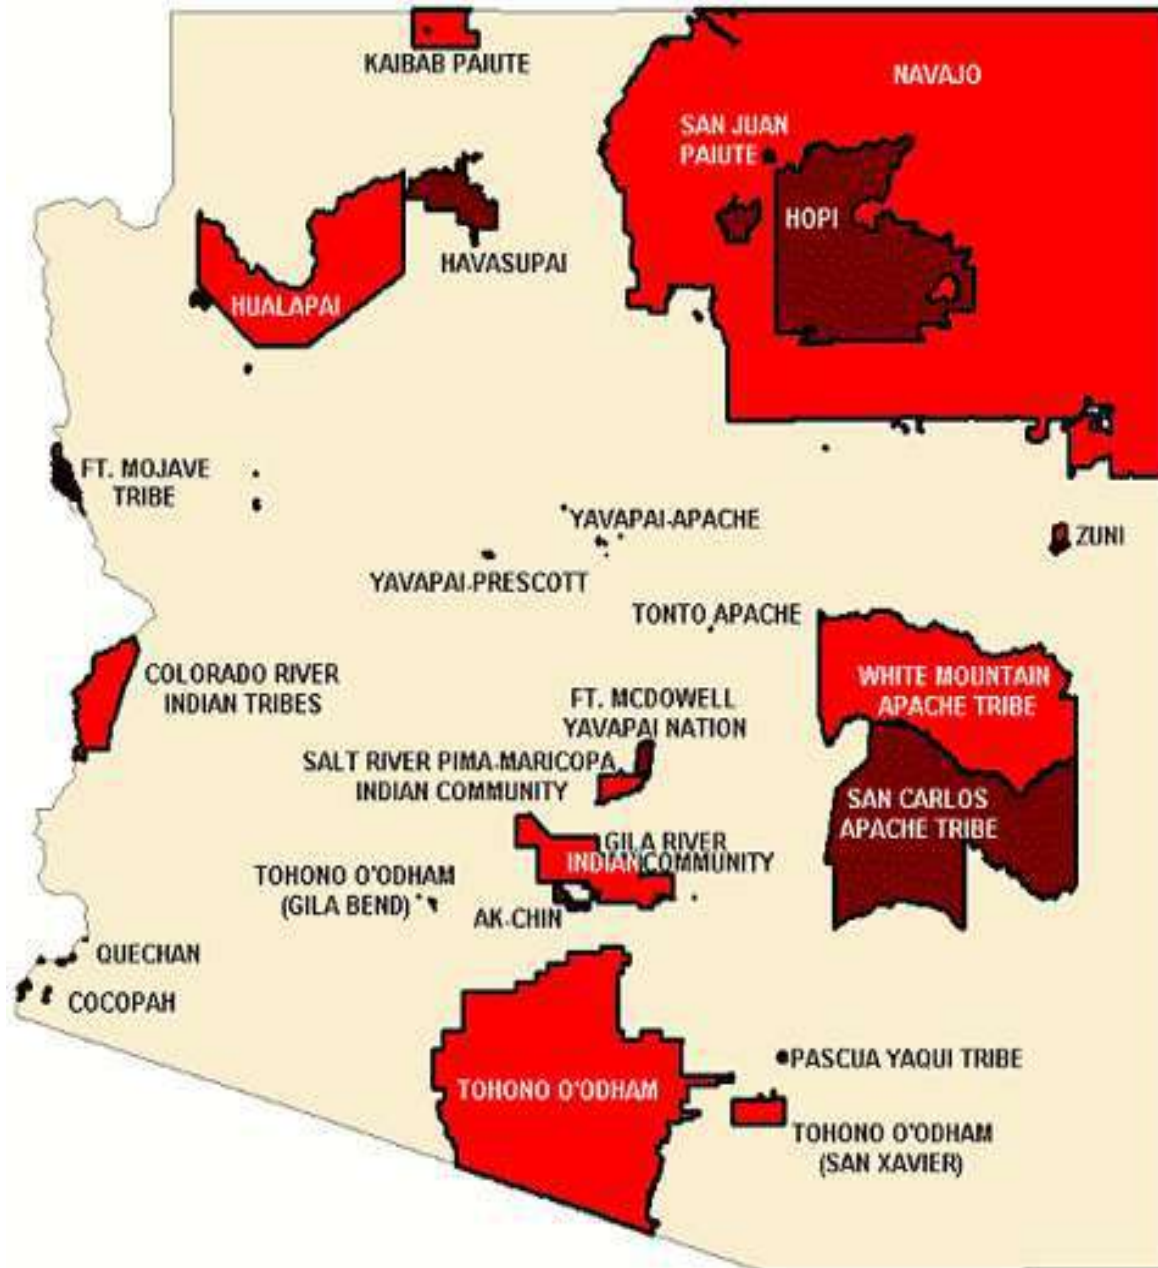 KAIBAB PAIUTE
NAVAJO
SAN JUAN
PAIUTE
HOPI
HAVASUPAI
HUALAPAI
FT. MOJAVE
TRIBE
YAVAPAI-APACHE
ZUNI
YAVAPAI-PRESCOTT
TONTO APACHE
COLORADO RIVER
INDIAN TRIBES
WHITE MOUNTAIN
APACHE TRIBE
FT. MCDOWELL
YAVAPAI NATION
SALT RIVER PIMA-MARICOPA
INDIAN COMMUNITY
SAN CARLOS
APACHE TRIBE
GILA RIVER
INDIAN COMMUNITY
TOHONO O'ODHAM
(GILA BEND)
AK-CHIN
QUECHAN
COCOPAH
PASCUA YAQUI TRIBE
TOHONO O'ODHAM
TOHONO O'ODHAM
(SAN XAVIER)